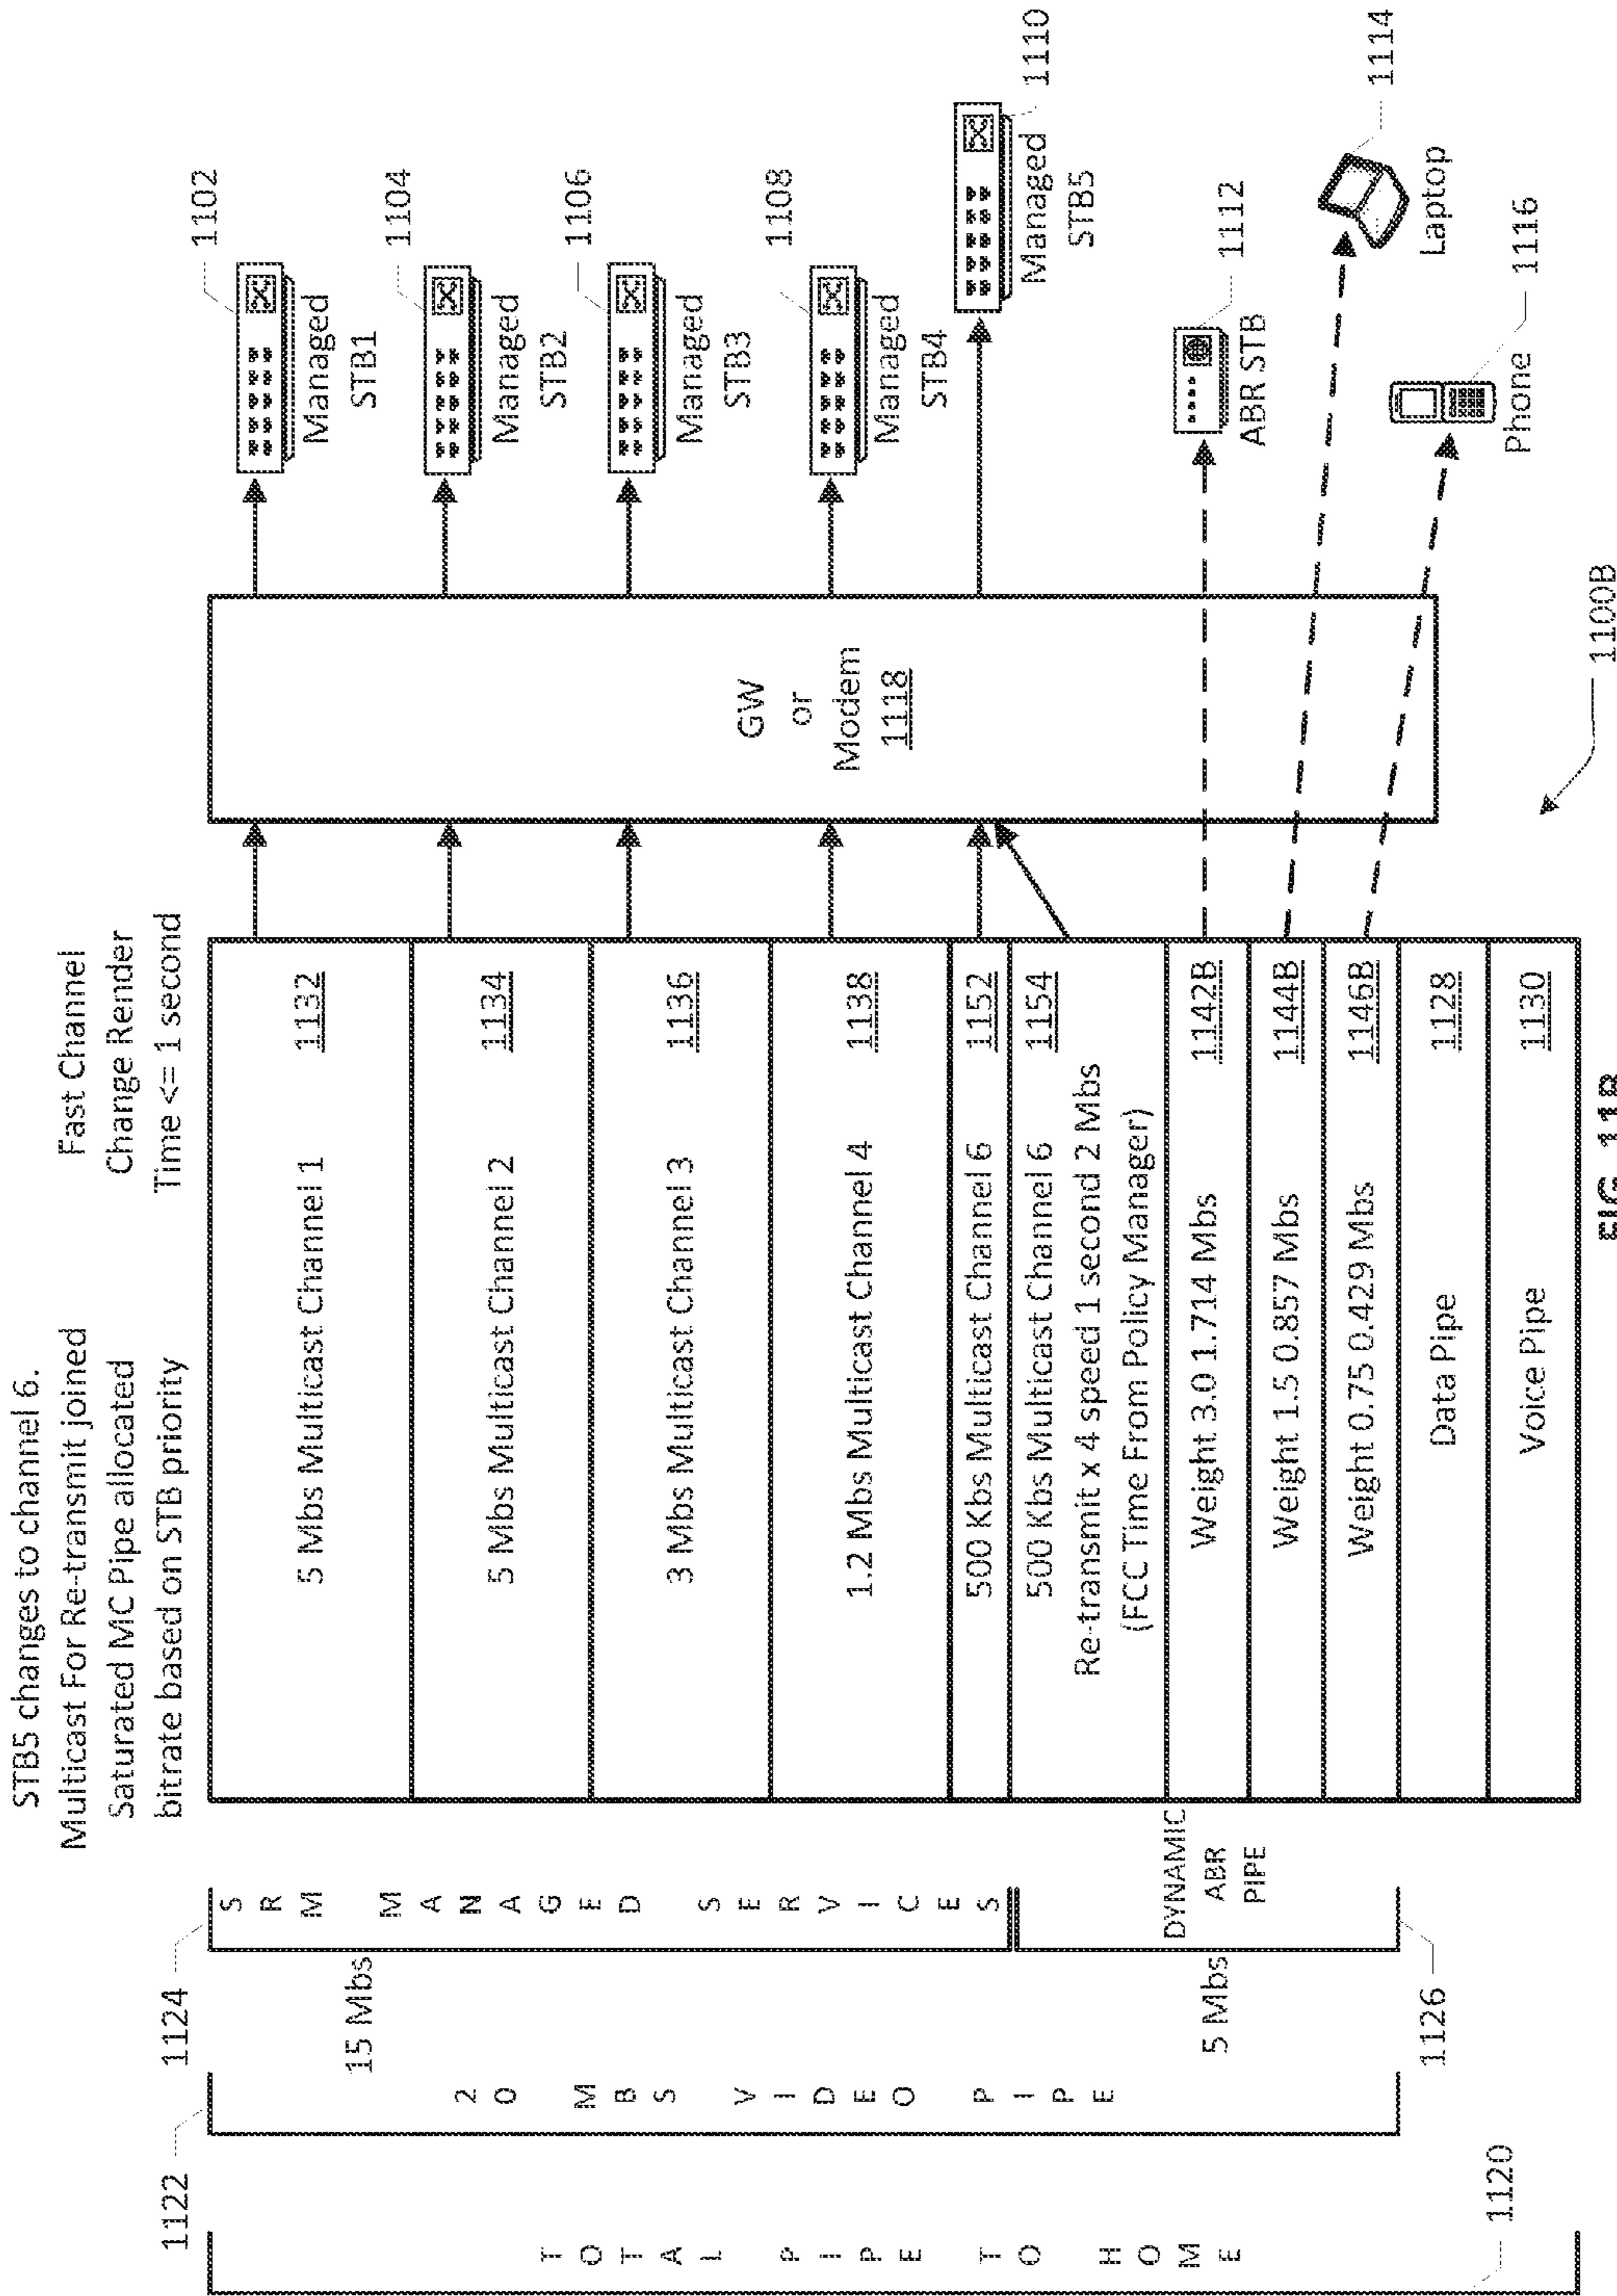 STB5 changes to channel 6.
Multicast For Re-transmit joined
Saturated MC Pipe allocated
bitrate based on STB priority
Fast Channel
Change Render
Time <= 1 second
1122
1124
TOTAL PIPE TO HOME
20 MBS VIDEO PIPE
SRM MANAGED SERVICES
15 Mbs
5 Mbs
DYNAMIC
ABR
PIPE
1126
1120
5 Mbs Multicast Channel 1 1132
5 Mbs Multicast Channel 2 1134
3 Mbs Multicast Channel 3 1136
1.2 Mbs Multicast Channel 4 1138
500 Kbs Multicast Channel 6 1152
500 Kbs Multicast Channel 6 1154
Re-transmit x 4 speed 1 second 2 Mbs
(FCC Time From Policy Manager)
Weight 3.0 1.714 Mbs 1142B
Weight 1.5 0.857 Mbs 1144B
Weight 0.75 0.429 Mbs 1146B
Data Pipe 1128
Voice Pipe 1130
GW
or
Modem
1118
1102
Managed
STB1
1104
Managed
STB2
1106
Managed
STB3
1108
Managed
STB4
1110
Managed
STB5
1112
ABR STB
1114
Laptop
1116
Phone
1100B
FIG. 11B